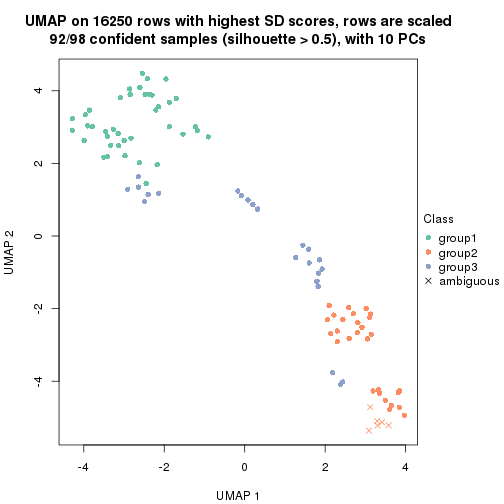 UMAP on 16250 rows with highest SD scores, rows are scaled
92/98 confident samples (silhouette > 0.5), with 10 PCs
4
2
0
-2
-4
UMAP 2
-4
-2
0
2
4
UMAP 1
Class
group1
group2
group3
ambiguous